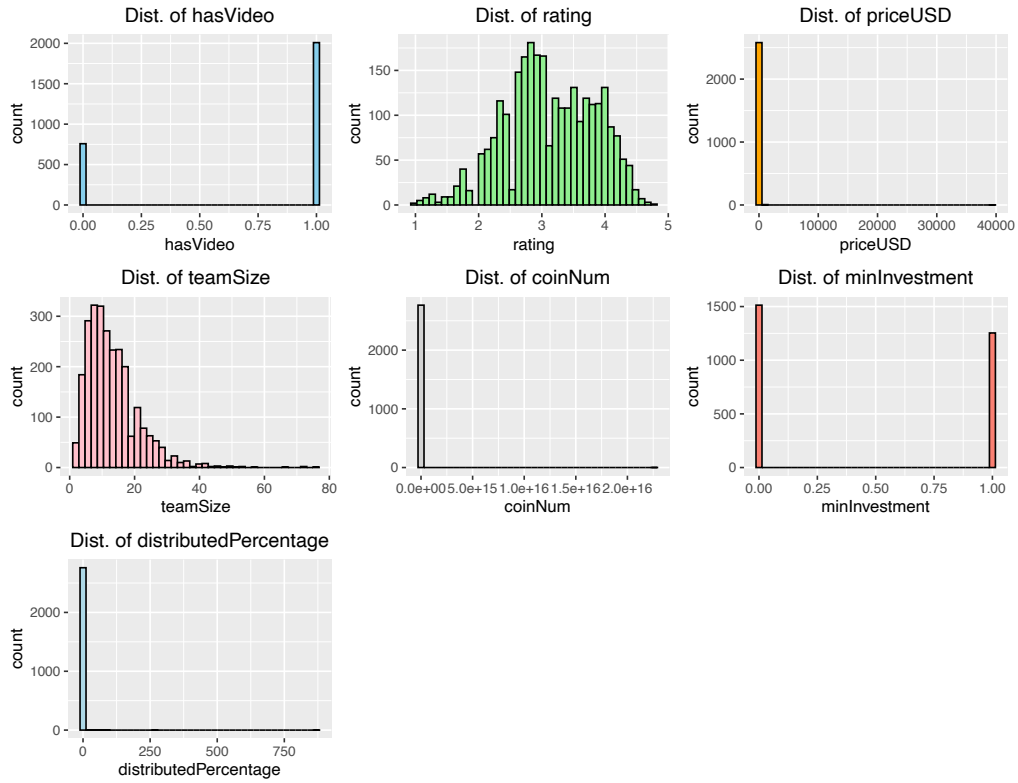 Dist. of hasVideo
2000
1500
1000
500
0
count
0.00 0.25 0.50 0.75 1.00
hasVideo
Dist. of rating
150
100
50
0
count
1 2 3 4 5
rating
Dist. of priceUSD
2000
1000
0
count
0 10000 20000 30000 40000
priceUSD
Dist. of teamSize
300
200
100
0
count
0 20 40 60 80
teamSize
Dist. of coinNum
2000
1000
0
count
0.0e+00 5.0e+15 1.0e+16 1.5e+16 2.0e+16
coinNum
Dist. of minInvestment
1500
1000
500
0
count
0.00 0.25 0.50 0.75 1.00
minInvestment
Dist. of distributedPercentage
2000
1000
0
count
0 250 500 750
distributedPercentage